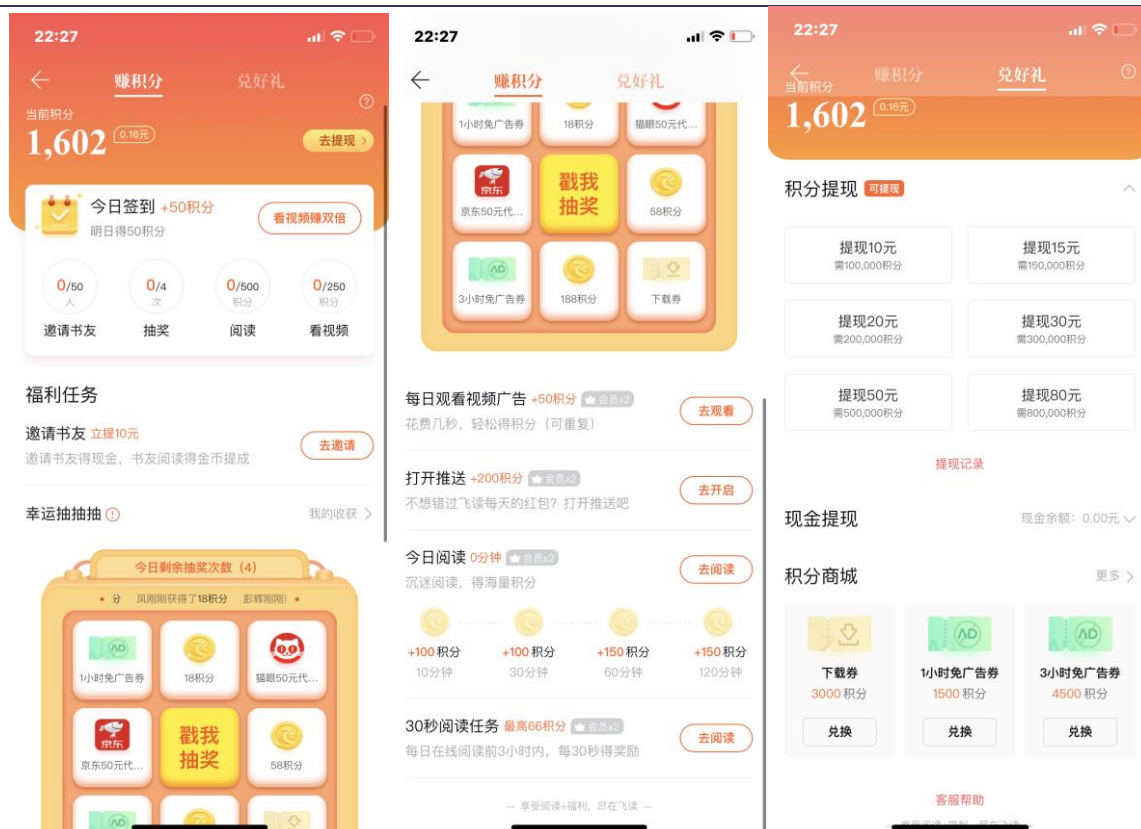 22:27
赚积分
兑好礼
当前积分
1,602
0.16元
去提现 >
今日签到 +50积分
明日得50积分
看视频赚双倍
0/50
人
0/4
次
0/500
积分
0/250
积分
邀请书友
抽奖
阅读
看视频
福利任务
邀请书友 立提10元
邀请书友得现金，书友阅读得金币提成
去邀请
幸运抽抽抽
我的收获 >
今日剩余抽奖次数（4）
分 凤刚刚获得了18积分 彭辉刚刚
AD
1小时免广告券
18积分
猫眼50元代...
京东
京东50元代...
戳我
抽奖
58积分
AD
22:27
赚积分
兑好礼
1小时免广告券
18积分
猫眼50元代...
京东
京东50元代...
戳我
抽奖
58积分
AD
3小时免广告券
188积分
下载券
每日观看视频广告 +50积分 会员x2
花费几秒，轻松得积分（可重复）
去观看
打开推送 +200积分 会员x2
不想错过飞读每天的红包？打开推送吧
去开启
今日阅读 0分钟 会员x2
沉迷阅读，得海量积分
去阅读
+100 积分
+100 积分
+150 积分
+150 积分
10分钟
30分钟
60分钟
120分钟
30秒阅读任务 最高66积分 会员x2
每日在线阅读前3小时内，每30秒得奖励
去阅读
— 享受阅读+福利，尽在飞读 —
22:27
赚积分
兑好礼
当前积分
1,602
0.16元
积分提现 可提现
提现10元
需100,000积分
提现15元
需150,000积分
提现20元
需200,000积分
提现30元
需300,000积分
提现50元
需500,000积分
提现80元
需800,000积分
提现记录
现金提现
现金余额：0.00元
积分商城
更多 >
AD
AD
下载券
1小时免广告券
3小时免广告券
3000 积分
1500 积分
4500 积分
兑换
兑换
兑换
客服帮助